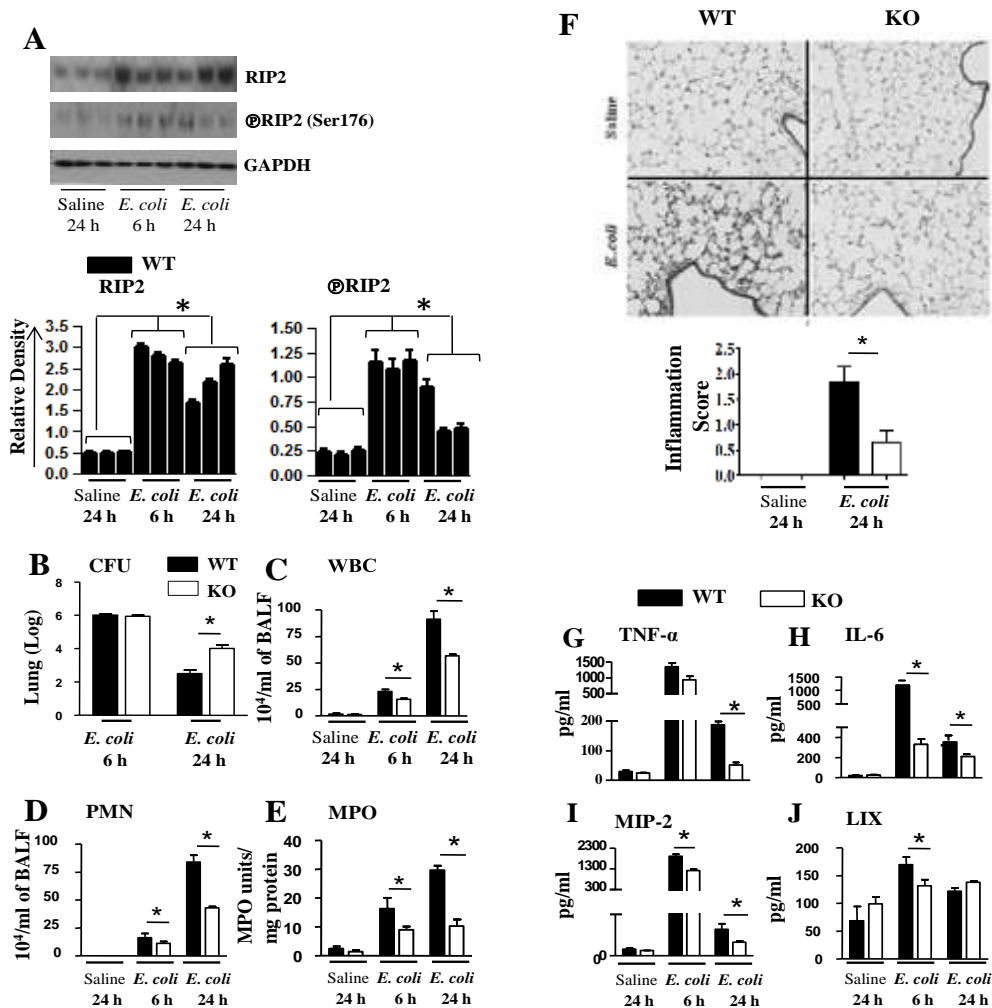 A
RIP2
ⓅRIP2 (Ser176)
GAPDH
Saline E. coli E. coli
24 h 6 h 24 h
WT
RIP2 ⓅRIP2
* *
Relative Density
3.5
3.0
2.5
2.0
1.5
1.0
0.5
0.0
1.50
1.25
1.00
0.75
0.50
0.25
0.00
Saline E. coli E. coli
24 h 6 h 24 h
Saline E. coli E. coli
24 h 6 h 24 h
B CFU
WT
KO
Lung (Log)
8
6
4
2
0
*
E. coli E. coli
6 h 24 h
C WBC
10⁴/ml of BALF
100
75
50
25
0
* *
Saline E. coli E. coli
24 h 6 h 24 h
D PMN
10⁴/ml of BALF
100
75
50
25
0
* *
Saline E. coli E. coli
24 h 6 h 24 h
E MPO
MPO units/
mg protein
40
30
20
10
0
* *
Saline E. coli E. coli
24 h 6 h 24 h
F WT KO
Saline
E.coli
Inflammation
Score
2.5
2.0
1.5
1.0
0.5
0.0
*
Saline E. coli
24 h 24 h
WT KO
G TNF-α
pg/ml
1500
1000
500
200
100
0
*
H IL-6
pg/ml
1500
1000
500
400
200
0
* *
I MIP-2
pg/ml
2300
1300
300
0
* *
Saline E. coli E. coli
24 h 6 h 24 h
J LIX
pg/ml
200
150
100
50
0
*
Saline E. coli E. coli
24 h 6 h 24 h